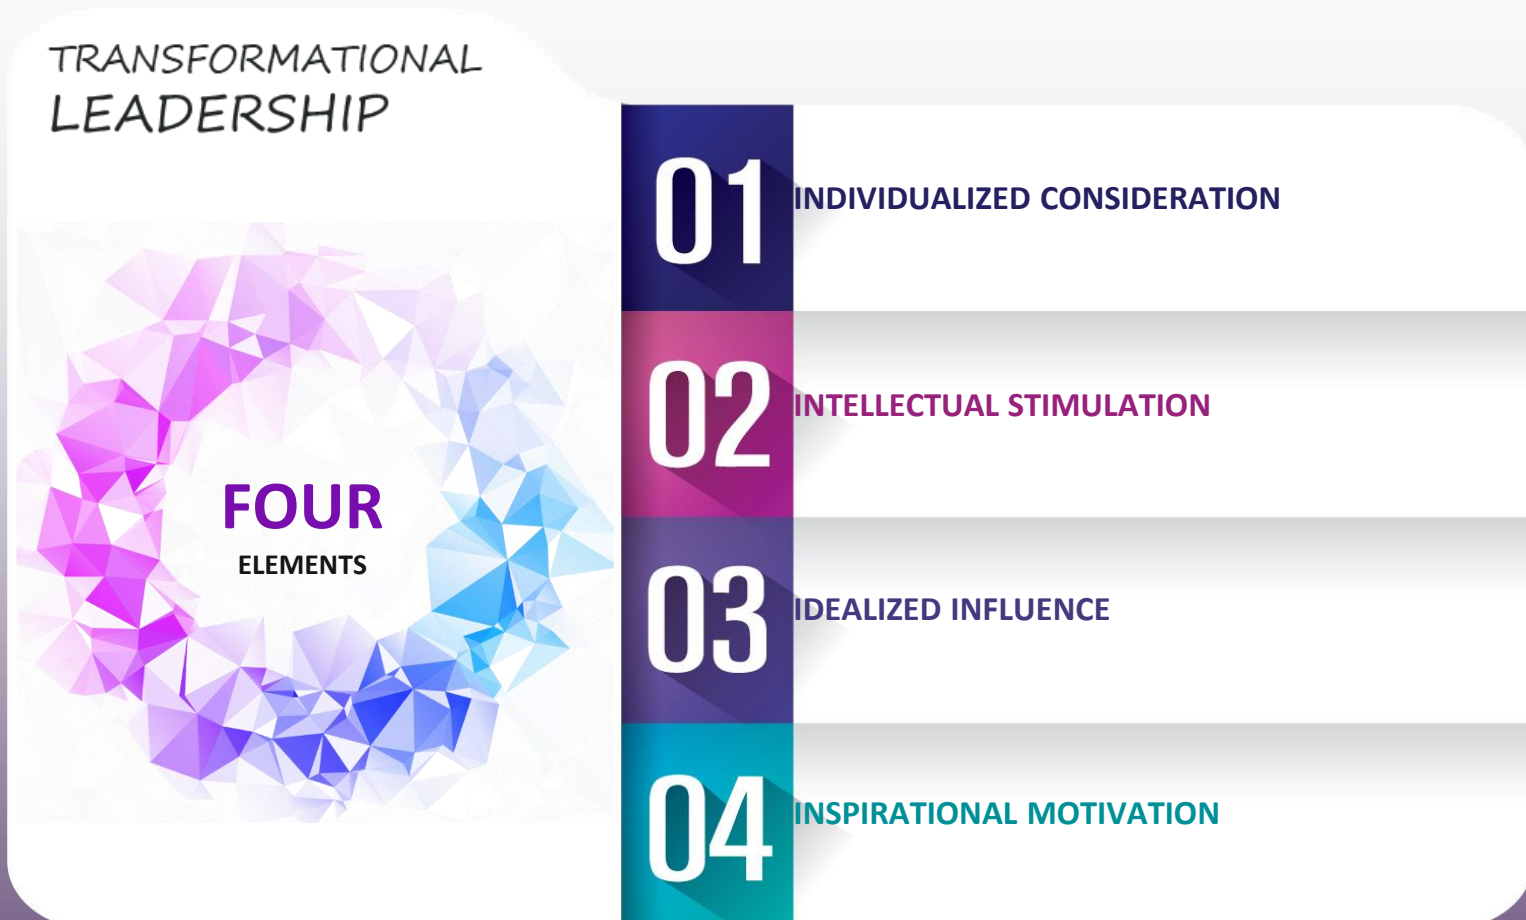 TRANSFORMATIONAL
LEADERSHIP
FOUR
ELEMENTS
01
INDIVIDUALIZED CONSIDERATION
02
INTELLECTUAL STIMULATION
03
IDEALIZED INFLUENCE
04
INSPIRATIONAL MOTIVATION